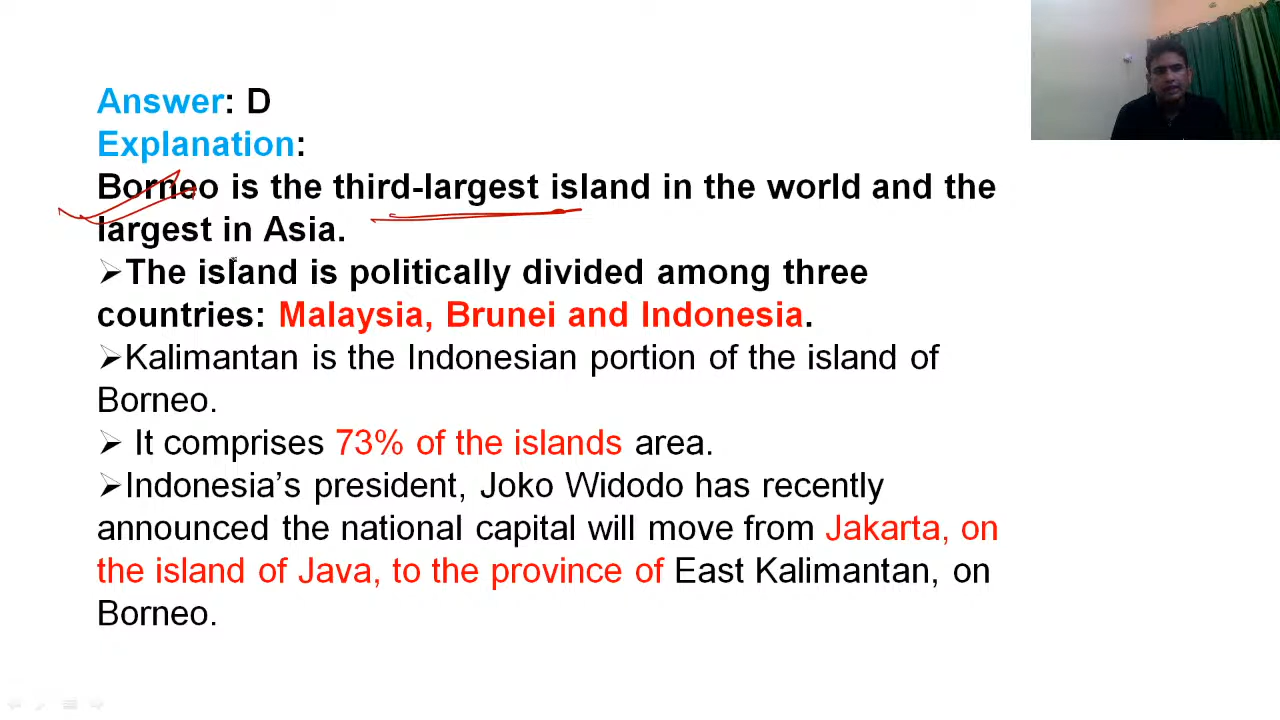 Answer: D
Explanation:
Borneo is the third-largest island in the world and the
largest in Asia.
➢The island is politically divided among three
countries: Malaysia, Brunei and Indonesia.
➢Kalimantan is the Indonesian portion of the island of
Borneo.
➢ It comprises 73% of the islands area.
➢Indonesia’s president, Joko Widodo has recently
announced the national capital will move from Jakarta, on
the island of Java, to the province of East Kalimantan, on
Borneo.